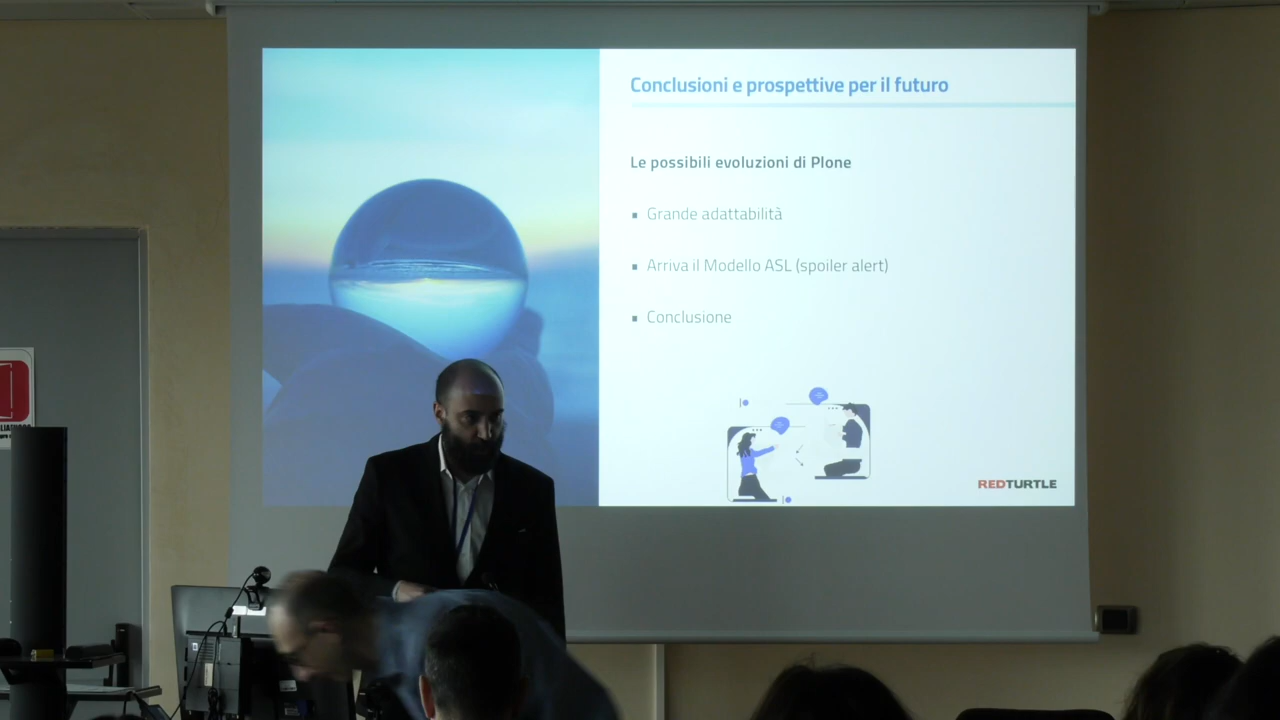 Conclusioni e prospettive per il futuro
Le possibili evoluzioni di Plone
Grande adattabilità
Arriva il Modello ASL (spoiler alert)
Conclusione
REDTURTLE